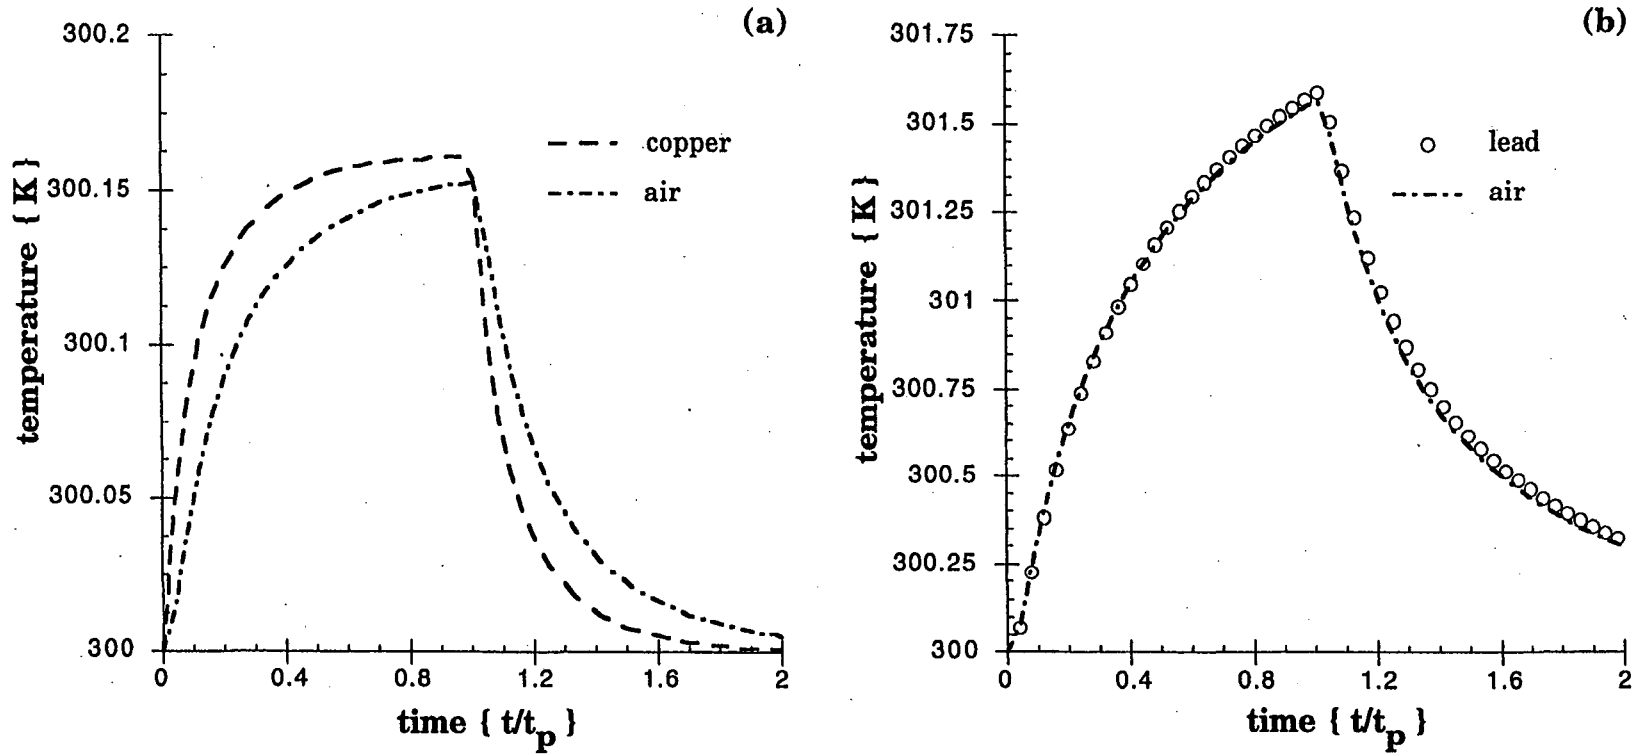 (a)
300.2
300.15
300.1
300.05
300
temperature { K }
copper
air
0
0.4
0.8
1.2
1.6
2
time { t/tp }
(b)
301.75
301.5
301.25
301
300.75
300.5
300.25
300
temperature { K }
lead
air
0
0.4
0.8
1.2
1.6
2
time { t/tp }